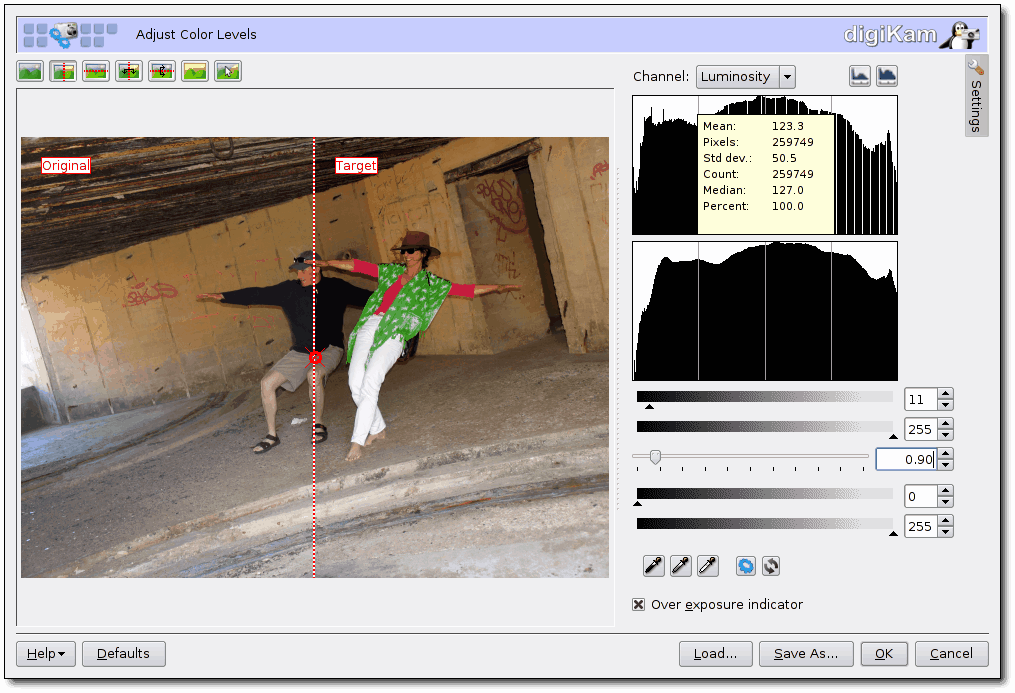 Adjust Color Levels
digiKam
Channel: Luminosity
Settings
Mean: 123.3
Pixels: 259749
Std dev.: 50.5
Count: 259749
Median: 127.0
Percent: 100.0
Original
Target
11
255
0.90
0
255
Over exposure indicator
Help
Defaults
Load...
Save As...
OK
Cancel